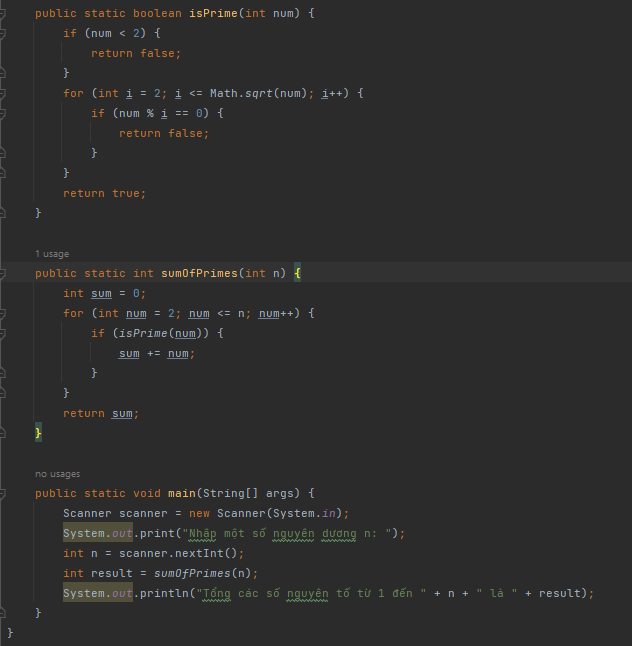 public static boolean isPrime(int num) {
if (num < 2) {
return false;
}
for (int i = 2; i <= Math.sqrt(num); i++) {
if (num % i == 0) {
return false;
}
}
return true;
}
1 usage
public static int sumOfPrimes(int n) {
int sum = 0;
for (int num = 2; num <= n; num++) {
if (isPrime(num)) {
sum += num;
}
}
return sum;
}
no usages
public static void main(String[] args) {
Scanner scanner = new Scanner(System.in);
System.out.print("Nhập một số nguyên dương n: ");
int n = scanner.nextInt();
int result = sumOfPrimes(n);
System.out.println("Tổng các số nguyên tố từ 1 đến " + n + " là " + result);
}
}